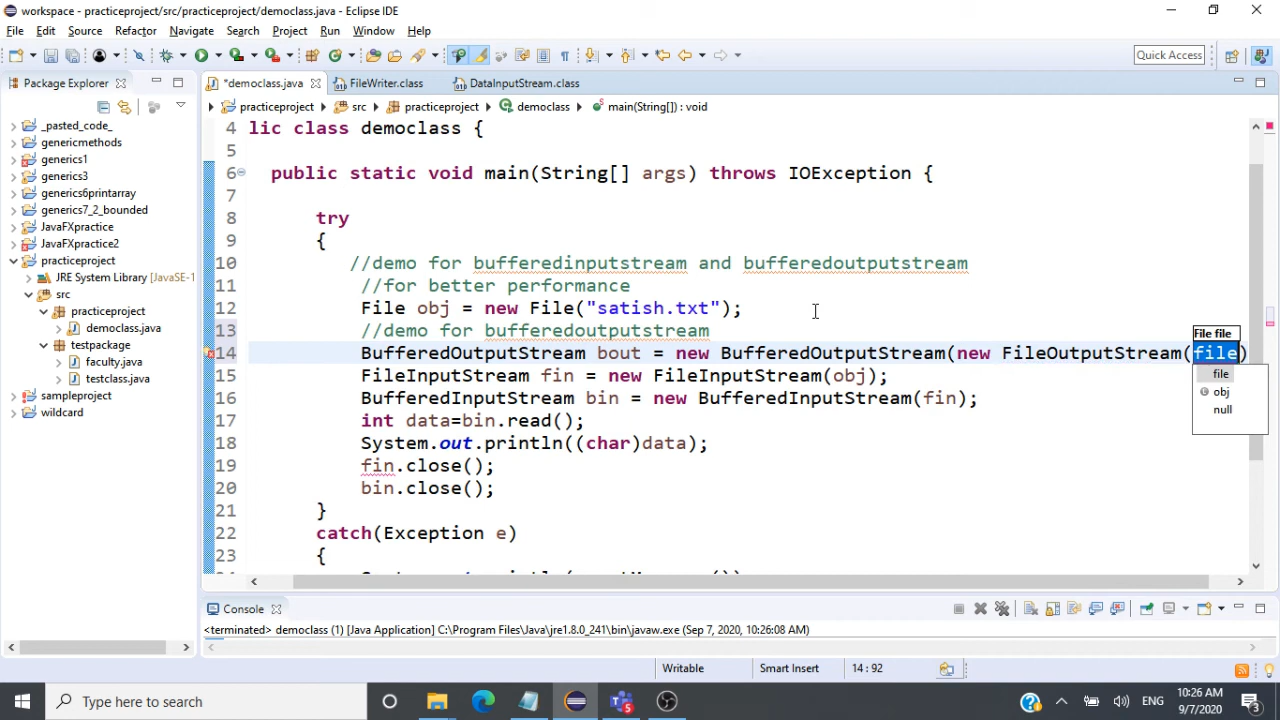 workspace - practiceproject/src/practiceproject/democlass.java - Eclipse IDE
File Edit Source Refactor Navigate Search Project Run Window Help
Quick Access
Package Explorer
*democlass.java FileWriter.class DataInputStream.class
practiceproject src practiceproject democlass main(String[]) : void
_pasted_code_
genericmethods
generics1
generics3
generics6printarray
generics7_2_bounded
JavaFXpractice
JavaFXpractice2
practiceproject
JRE System Library [JavaSE-1
src
practiceproject
democlass.java
testpackage
faculty.java
testclass.java
sampleproject
wildcard
4 lic class democlass {
5
6 public static void main(String[] args) throws IOException {
7
8 try
9 {
10 //demo for bufferedinputstream and bufferedoutputstream
11 //for better performance
12 File obj = new File("satish.txt");
13 //demo for bufferedoutputstream
14 BufferedOutputStream bout = new BufferedOutputStream(new FileOutputStream(file)
15 FileInputStream fin = new FileInputStream(obj);
16 BufferedInputStream bin = new BufferedInputStream(fin);
17 int data=bin.read();
18 System.out.println((char)data);
19 fin.close();
20 bin.close();
21 }
22 catch(Exception e)
23 {
File file
file
obj
null
Console
<terminated> democlass (1) [Java Application] C:\Program Files\Java\jre1.8.0_241\bin\javaw.exe (Sep 7, 2020, 10:26:08 AM)
Writable Smart Insert 14 : 92
Type here to search
ENG
10:26 AM
9/7/2020
3